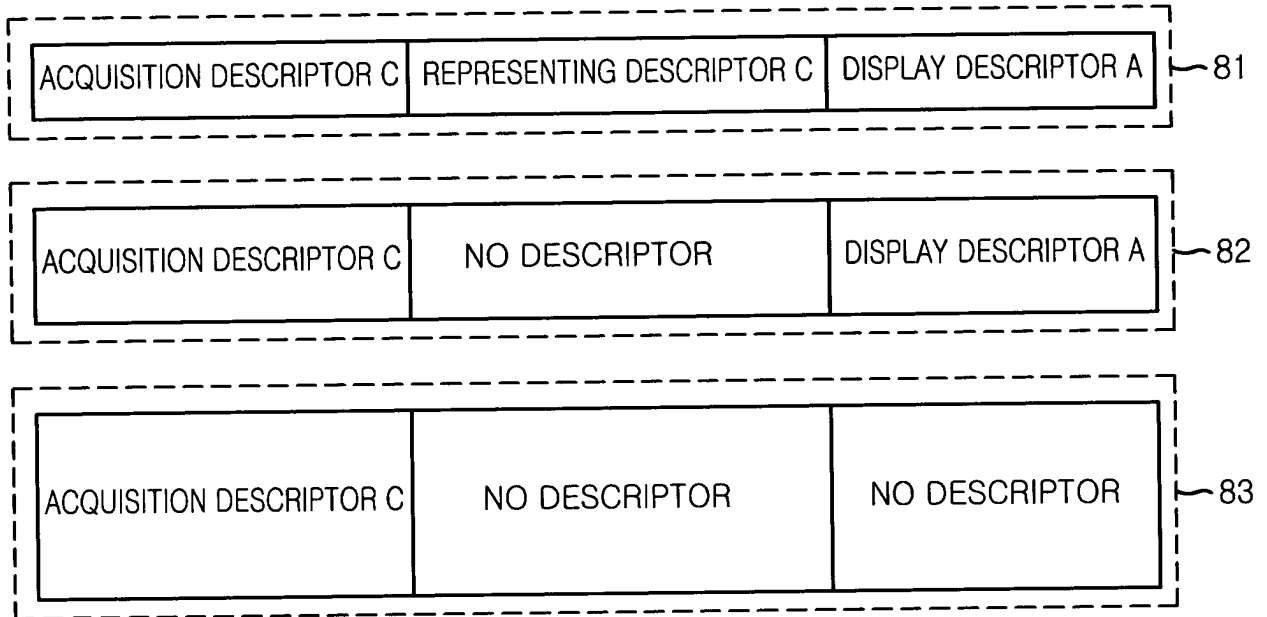 ACQUISITION DESCRIPTOR C REPRESENTING DESCRIPTOR C DISPLAY DESCRIPTOR A 81
ACQUISITION DESCRIPTOR C NO DESCRIPTOR DISPLAY DESCRIPTOR A 82
ACQUISITION DESCRIPTOR C NO DESCRIPTOR NO DESCRIPTOR 83